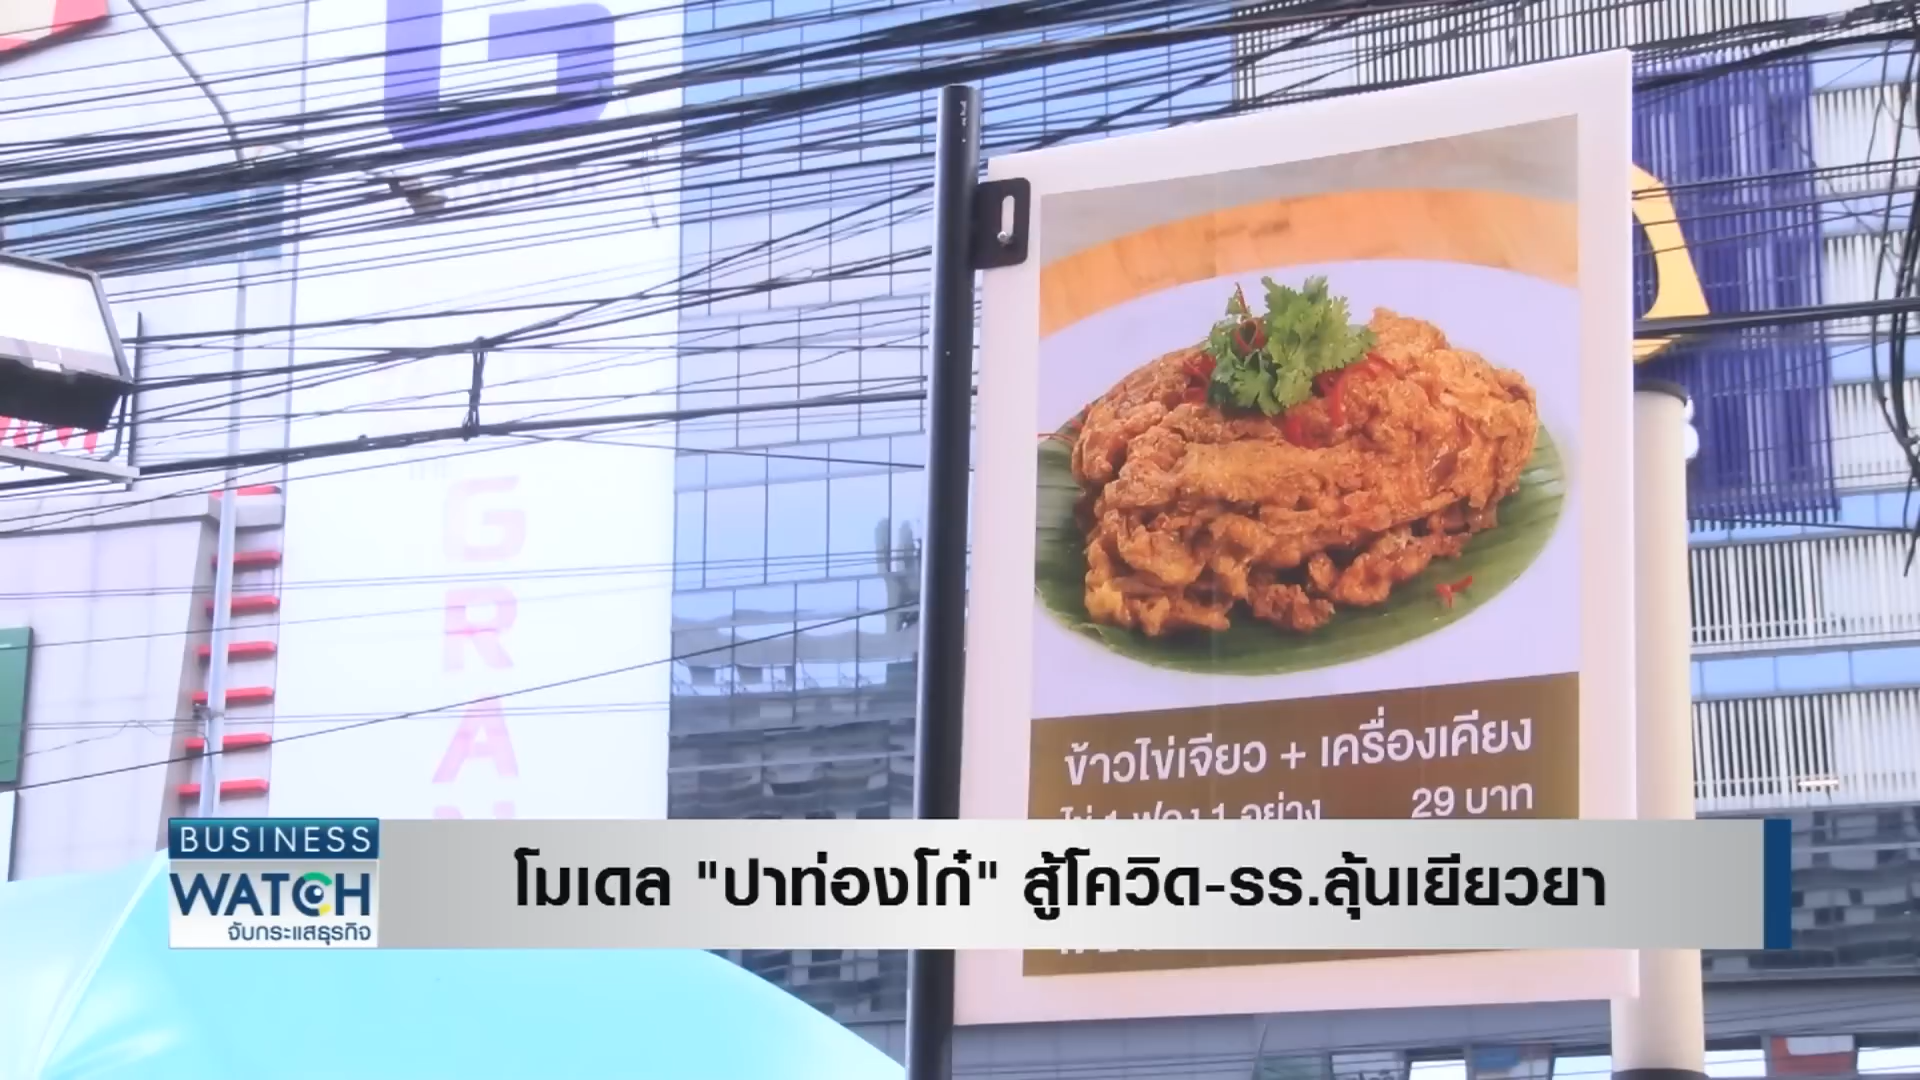 GRAN
ข้าวไข่เจียว + เครื่องเคียง
29 บาท
BUSINESS
WATCH
จับกระแสธุรกิจ
โมเดล "ปาท่องโก๋" สู้โควิด-รร.ลุ้นเยียวยา